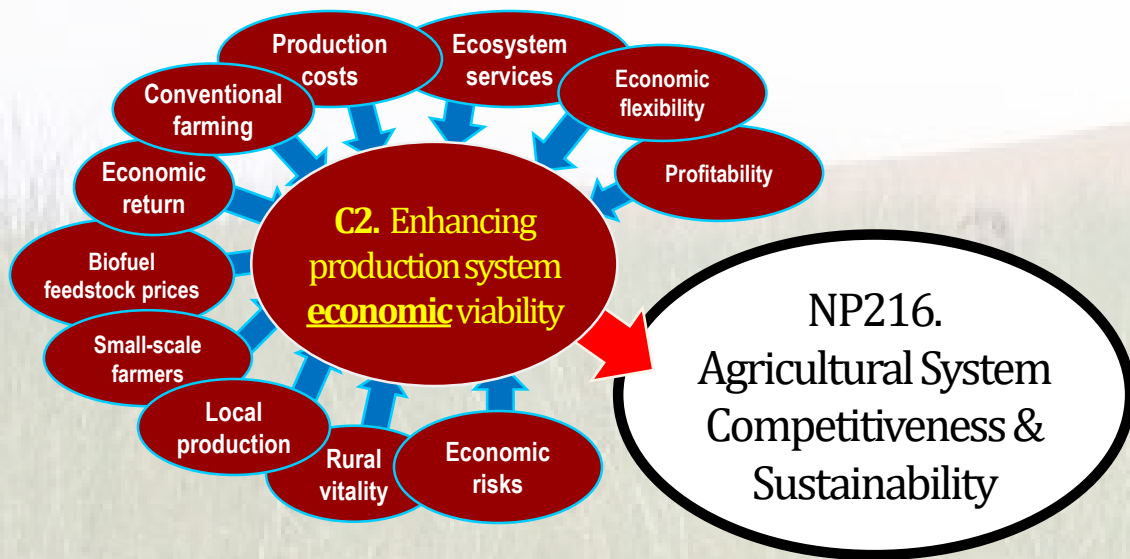 Production
costs
Ecosystem
services
Economic
flexibility
Conventional
farming
Profitability
Economic
return
C2. Enhancing
production system
economic viability
Biofuel
feedstock prices
Small-scale
farmers
Local
production
Rural
vitality
Economic
risks
NP216.
Agricultural System
Competitiveness &
Sustainability